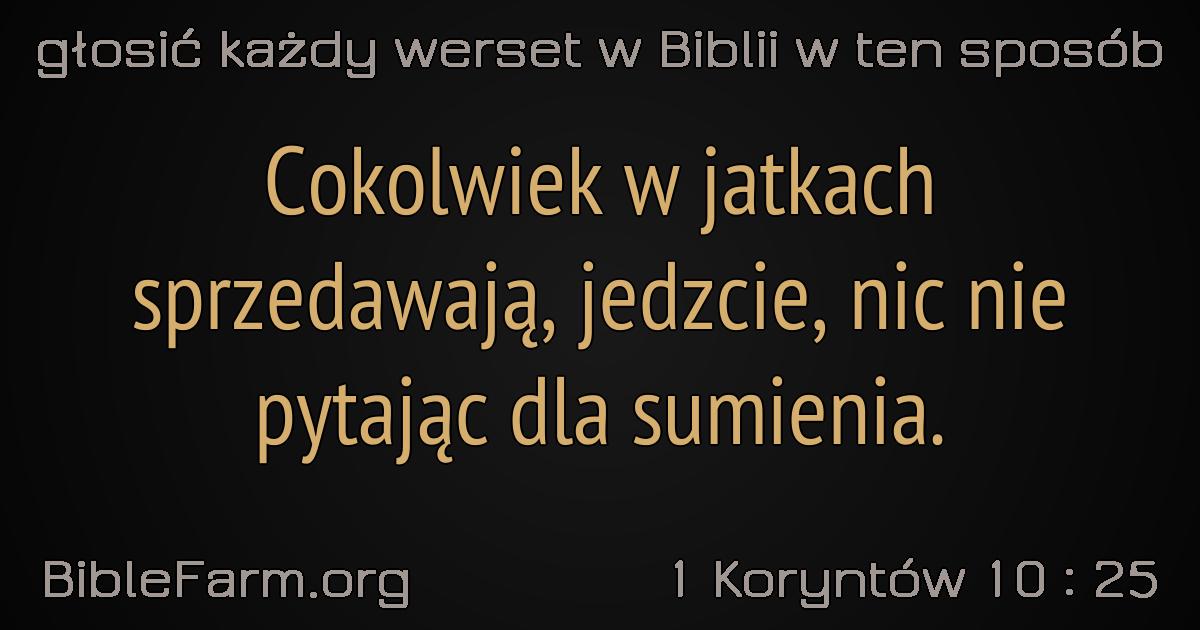 głosić każdy werset w Biblii w ten sposób
Cokolwiek w jatkach
sprzedawają, jedzcie, nic nie
pytając dla sumienia.
BibleFarm.org
1 Koryntów 10 : 25